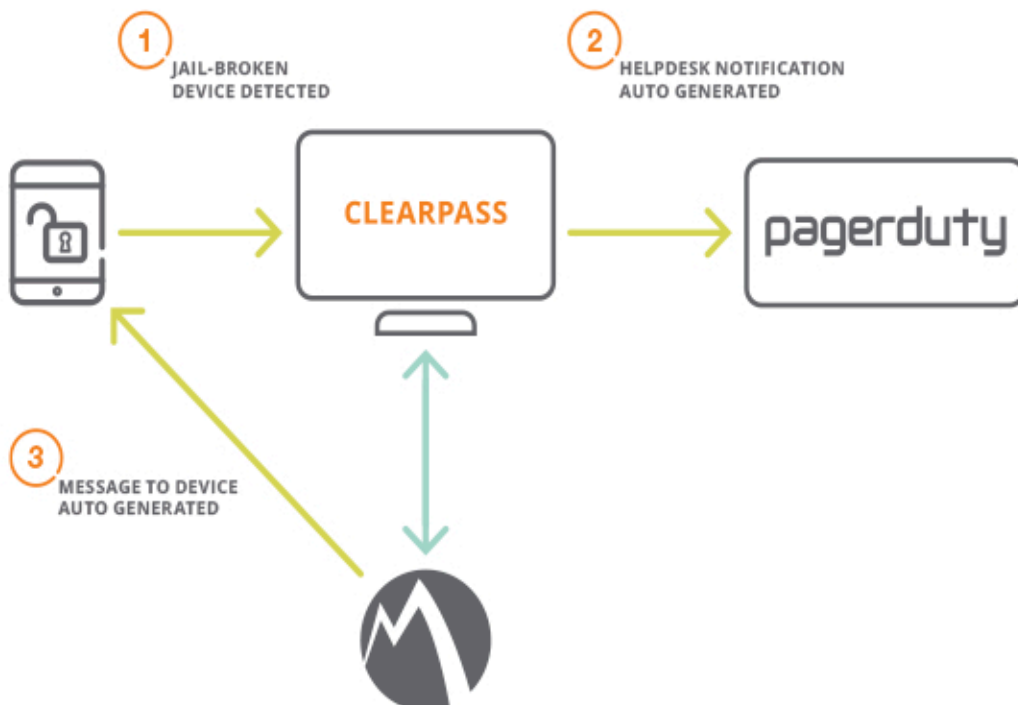 1
JAIL-BROKEN
DEVICE DETECTED
2
HELPDESK NOTIFICATION
AUTO GENERATED
CLEARPASS
pagerduty
3
MESSAGE TO DEVICE
AUTO GENERATED